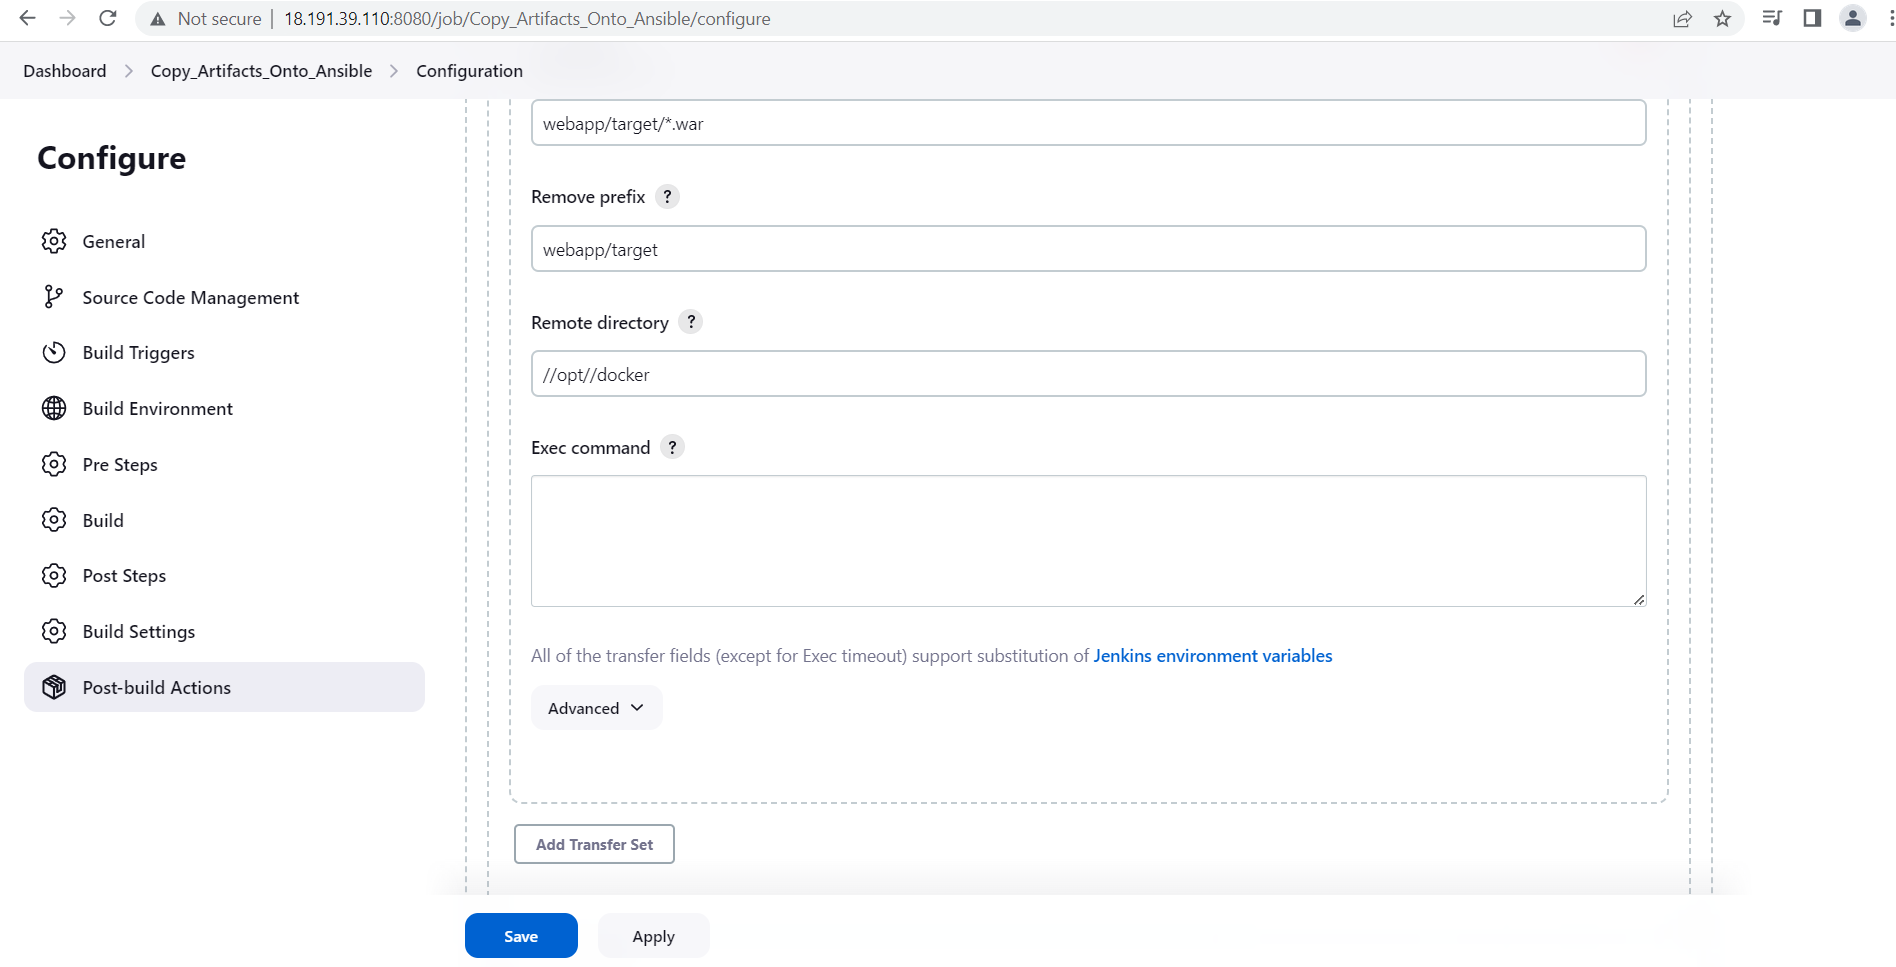 Not secure | 18.191.39.110:8080/job/Copy_Artifacts_Onto_Ansible/configure
Dashboard > Copy_Artifacts_Onto_Ansible > Configuration
Configure
General
Source Code Management
Build Triggers
Build Environment
Pre Steps
Build
Post Steps
Build Settings
Post-build Actions
webapp/target/*.war
Remove prefix ?
webapp/target
Remote directory ?
//opt//docker
Exec command ?
All of the transfer fields (except for Exec timeout) support substitution of Jenkins environment variables
Advanced
Add Transfer Set
Save Apply